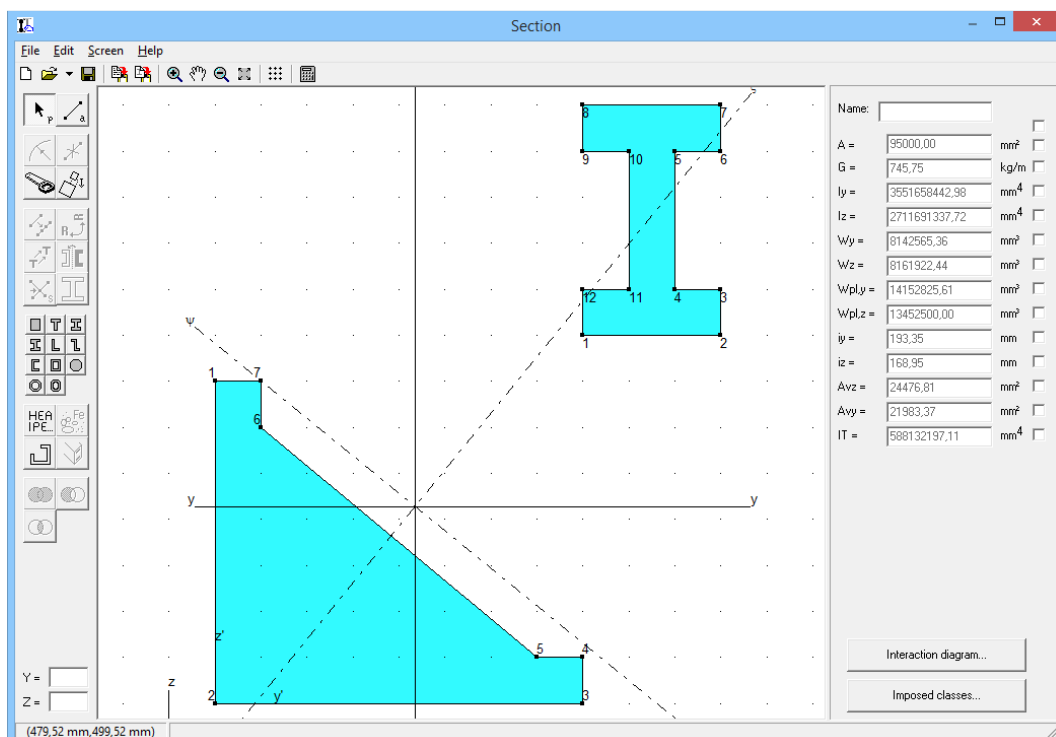 Section
File Edit Screen Help
p
a
R
R
T
T
S
HEA
IPE...
Fe
Y =
Z =
(479,52 mm,499,52 mm)
8 7
9 10 5 6
12 11 4 3
1 2
ψ
1 7
6
y y
z'
5 4
z
2 y' 3
Name:
A = 95000,00 mm²
G = 745,75 kg/m
Iy = 3551658442,98 mm4
Iz = 2711691337,72 mm4
Wy = 8142565,36 mm³
Wz = 8161922,44 mm³
Wpl,y = 14152825,61 mm³
Wpl,z = 13452500,00 mm³
iy = 193,35 mm
iz = 168,95 mm
Avz = 24476,81 mm²
Avy = 21983,37 mm²
IT = 588132197,11 mm4
Interaction diagram...
Imposed classes...